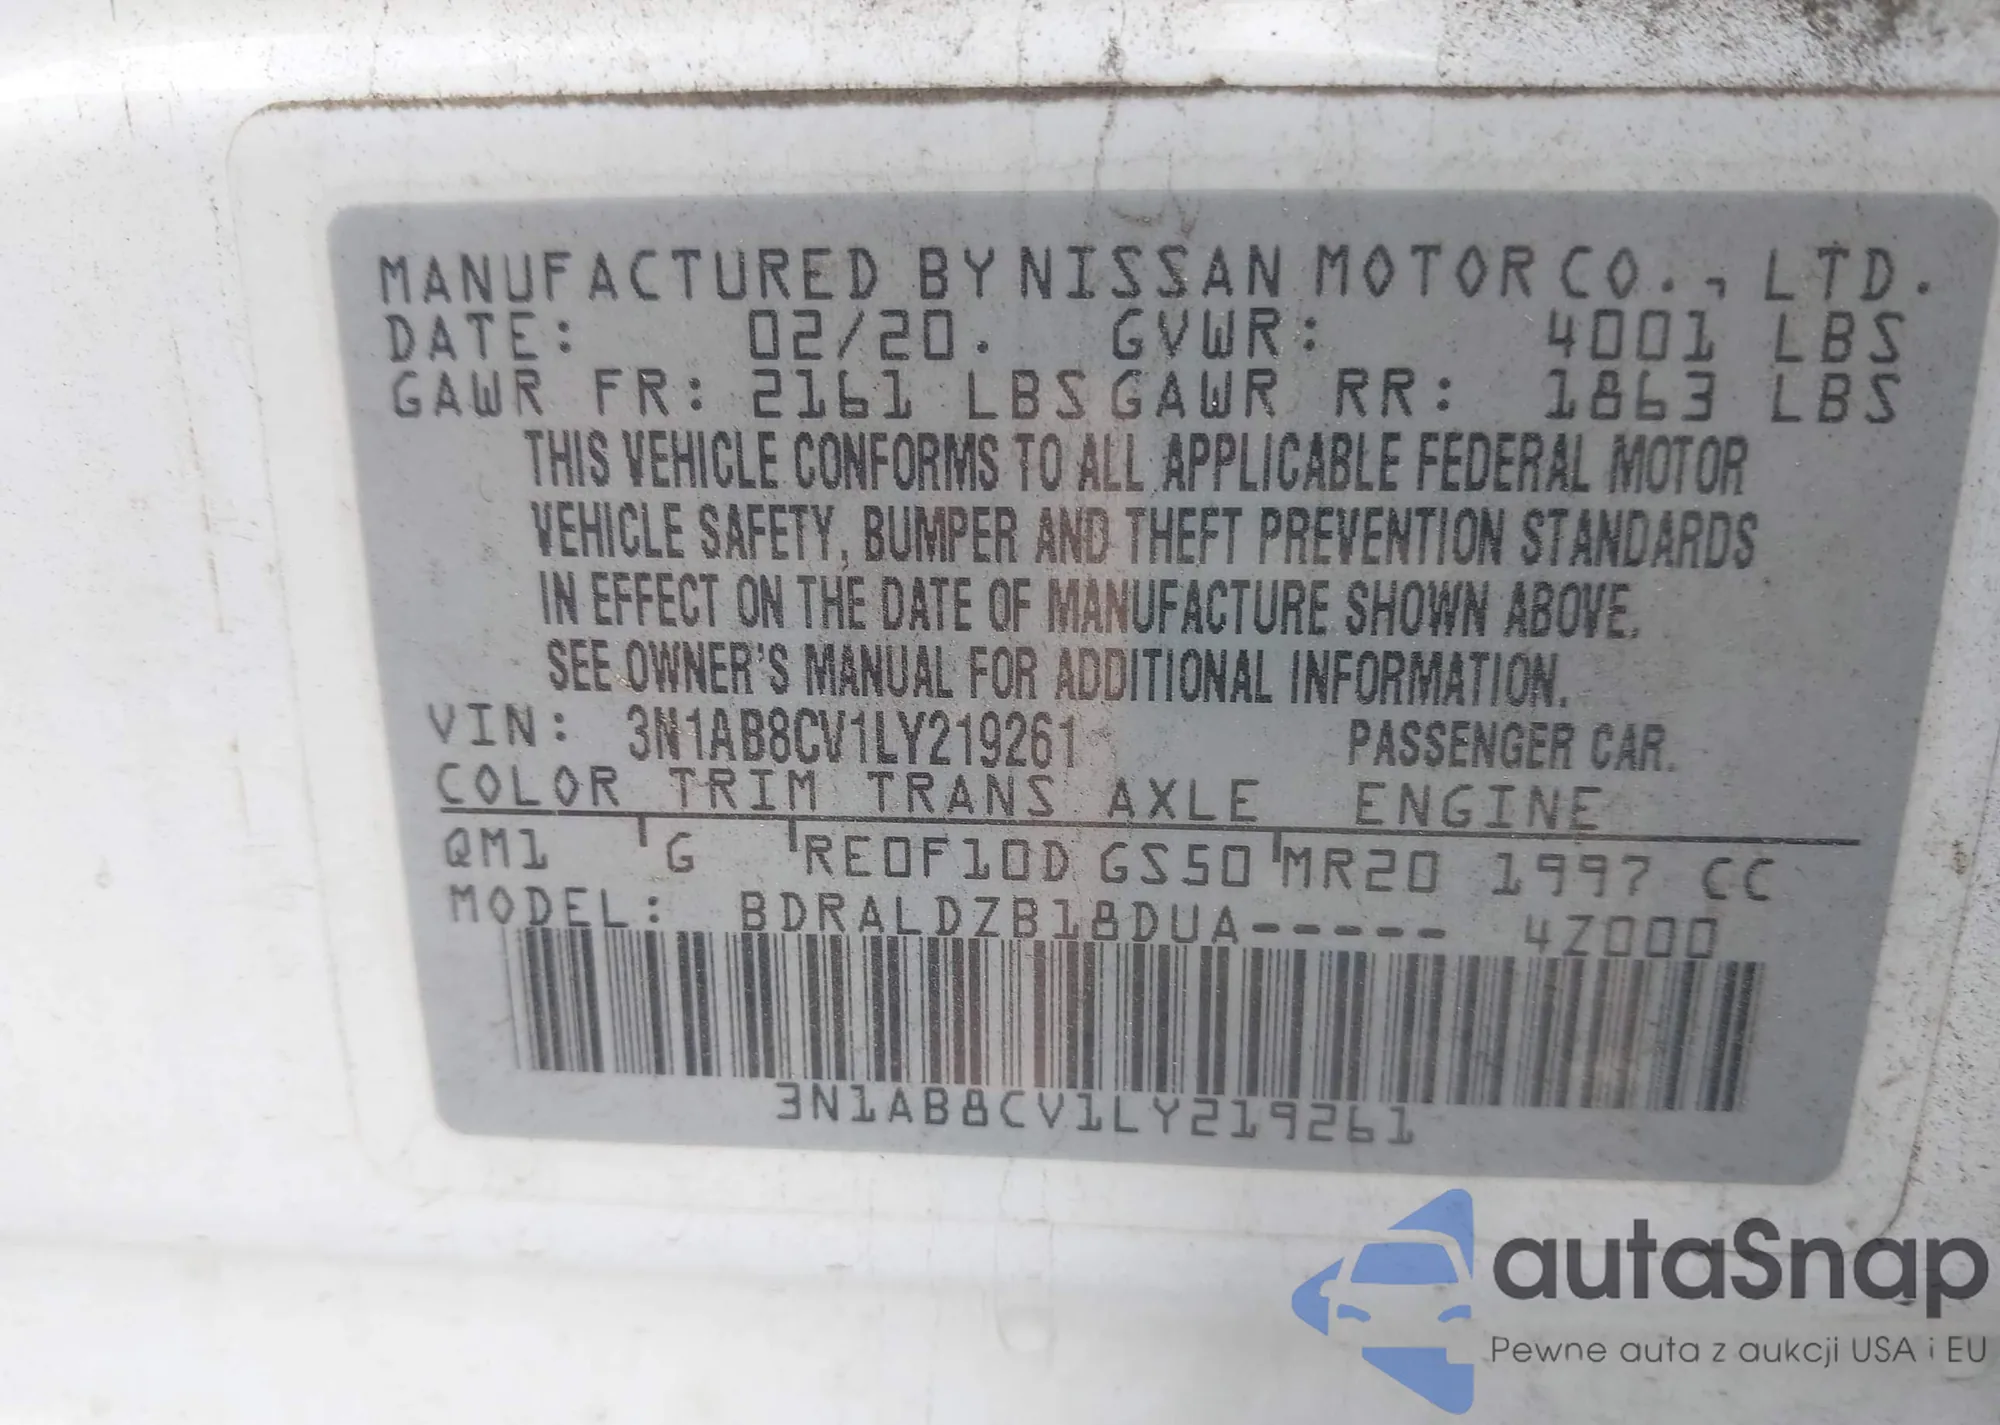 MANUFACTURED BY NISSAN MOTOR CO., LTD.
DATE: 02/20. GVWR: 4001 LBS
GAWR FR: 2161 LBS GAWR RR: 1863 LBS
THIS VEHICLE CONFORMS TO ALL APPLICABLE FEDERAL MOTOR
VEHICLE SAFETY, BUMPER AND THEFT PREVENTION STANDARDS
IN EFFECT ON THE DATE OF MANUFACTURE SHOWN ABOVE.
SEE OWNER'S MANUAL FOR ADDITIONAL INFORMATION.
VIN: 3N1AB8CV1LY219261 PASSENGER CAR.
COLOR TRIM TRANS AXLE ENGINE
QM1 G RE0F10D GS50 MR20 1997 CC
MODEL: BDRALDZB18DUA----- 4Z000
3N1AB8CV1LY219261
autaSnap
Pewne auta z aukcji USA i EU